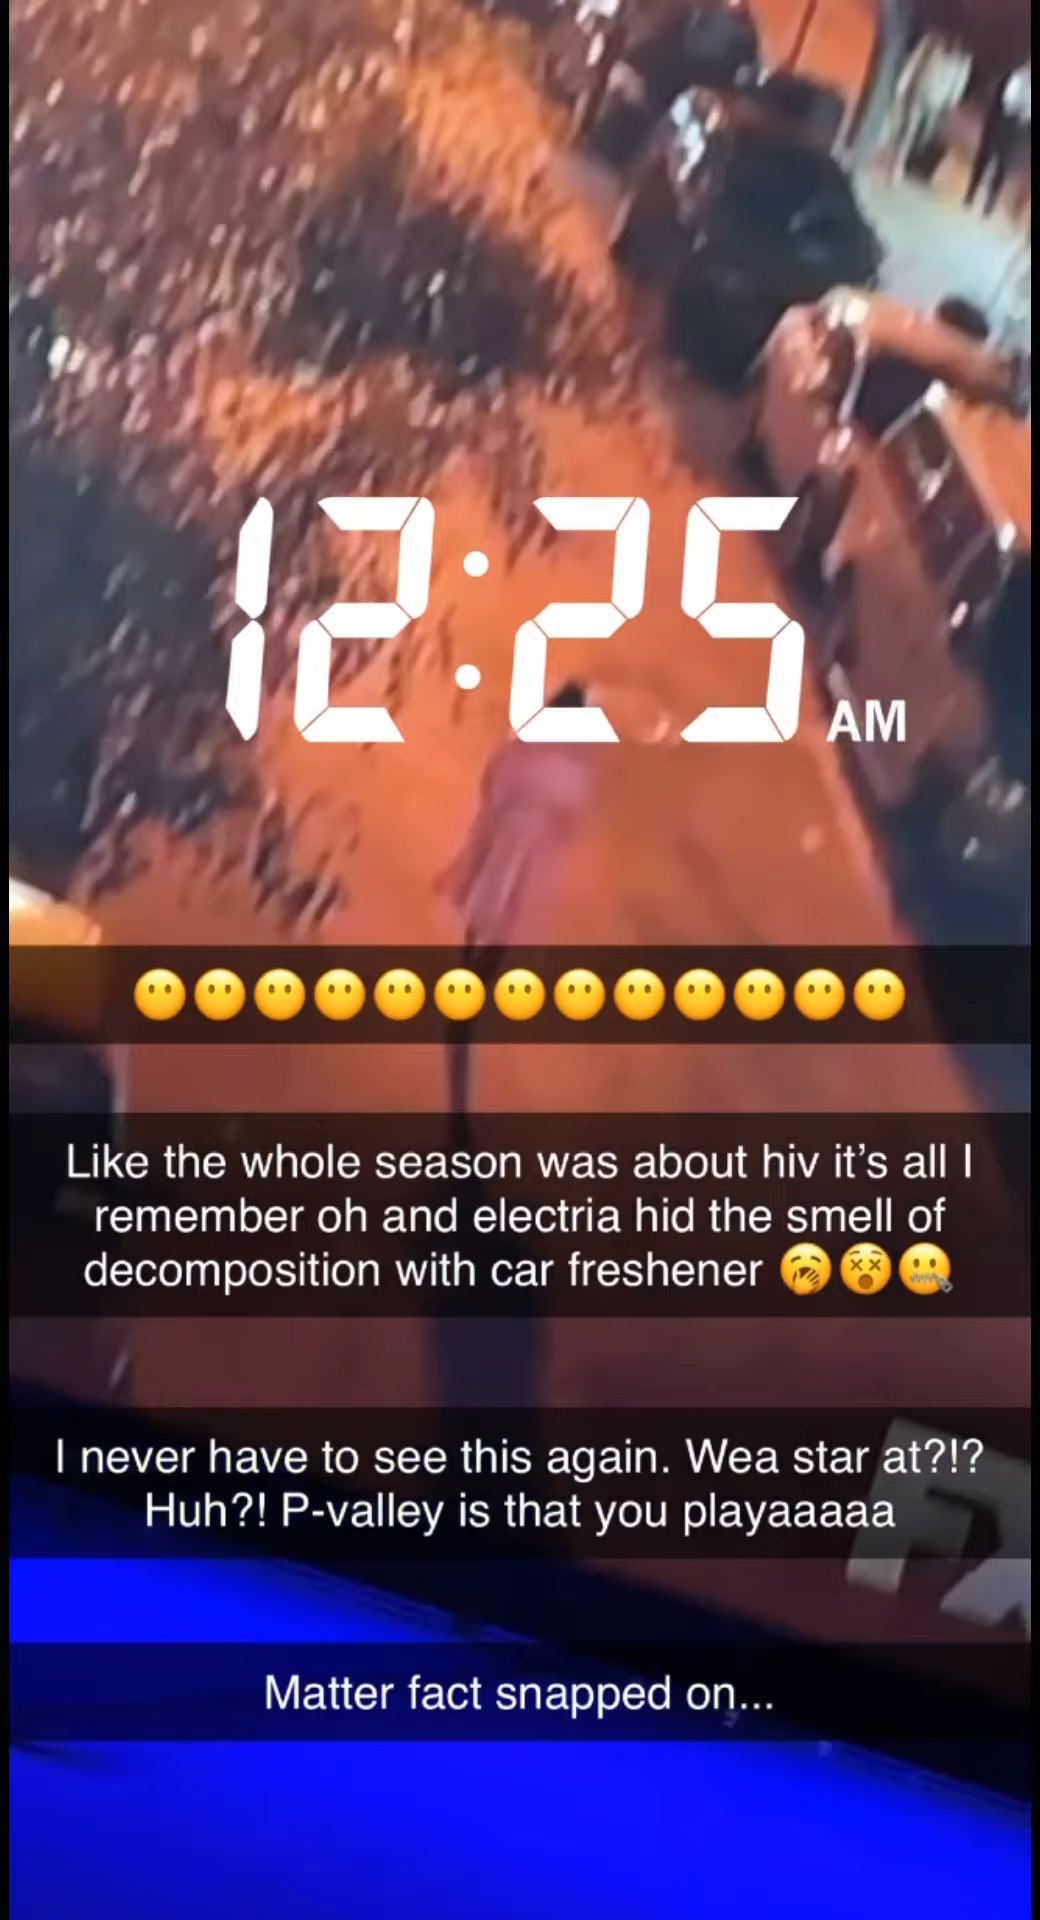 12:25 AM
😶😶😶😶😶😶😶😶😶😶😶😶😶
Like the whole season was about hiv it’s all I
remember oh and electria hid the smell of
decomposition with car freshener 🥱😵🤐
I never have to see this again. Wea star at?!?
Huh?! P-valley is that you playaaaaa
FX
Matter fact snapped on...